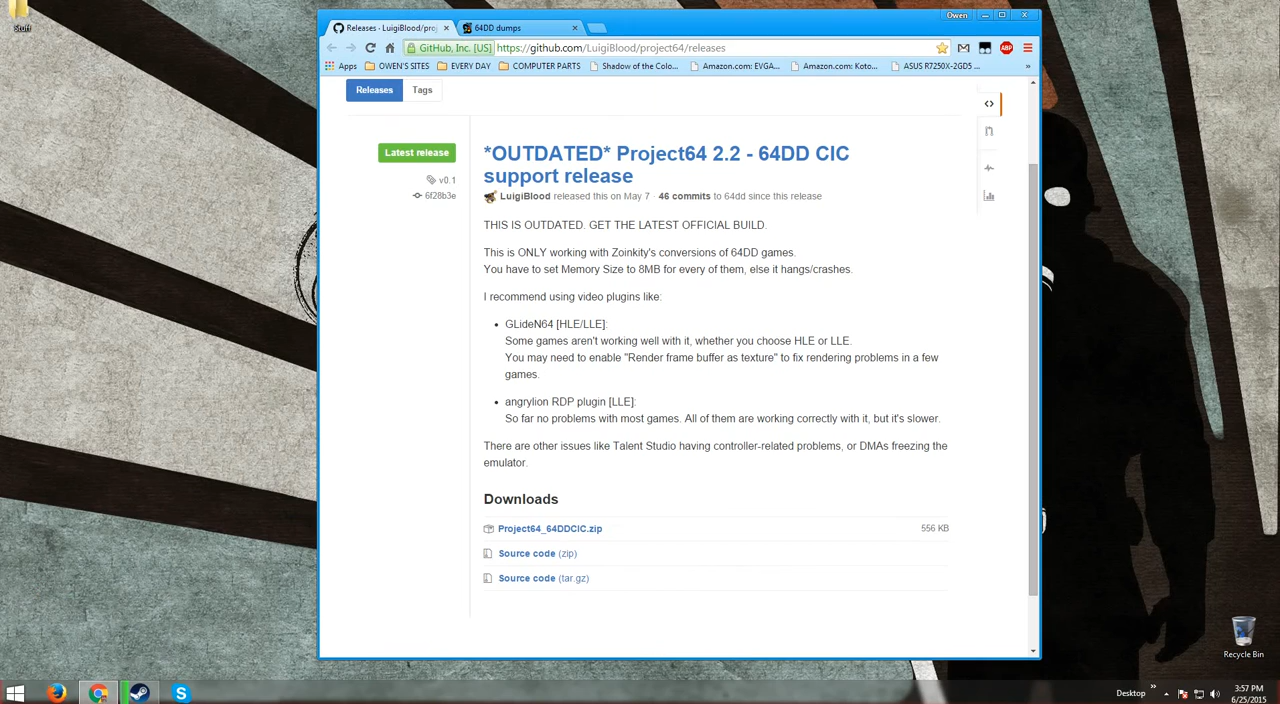 Stuff
Owen
Releases · LuigiBlood/proj
64DD dumps
GitHub, Inc. [US] https://github.com/LuigiBlood/project64/releases
ABP
Apps OWEN'S SITES EVERY DAY COMPUTER PARTS Shadow of the Colo... Amazon.com: EVGA... Amazon.com: Koto... ASUS R7250X-2GD5 ... »
Releases Tags
Latest release
v0.1
6f28b3e
*OUTDATED* Project64 2.2 - 64DD CIC
support release
LuigiBlood released this on May 7 · 46 commits to 64dd since this release
THIS IS OUTDATED. GET THE LATEST OFFICIAL BUILD.
This is ONLY working with Zoinkity's conversions of 64DD games.
You have to set Memory Size to 8MB for every of them, else it hangs/crashes.
I recommend using video plugins like:
• GLideN64 [HLE/LLE]:
Some games aren't working well with it, whether you choose HLE or LLE.
You may need to enable "Render frame buffer as texture" to fix rendering problems in a few
games.
• angrylion RDP plugin [LLE]:
So far no problems with most games. All of them are working correctly with it, but it's slower.
There are other issues like Talent Studio having controller-related problems, or DMAs freezing the
emulator.
Downloads
Project64_64DDCIC.zip 556 KB
Source code (zip)
Source code (tar.gz)
Recycle Bin
Desktop »
3:57 PM
6/25/2015